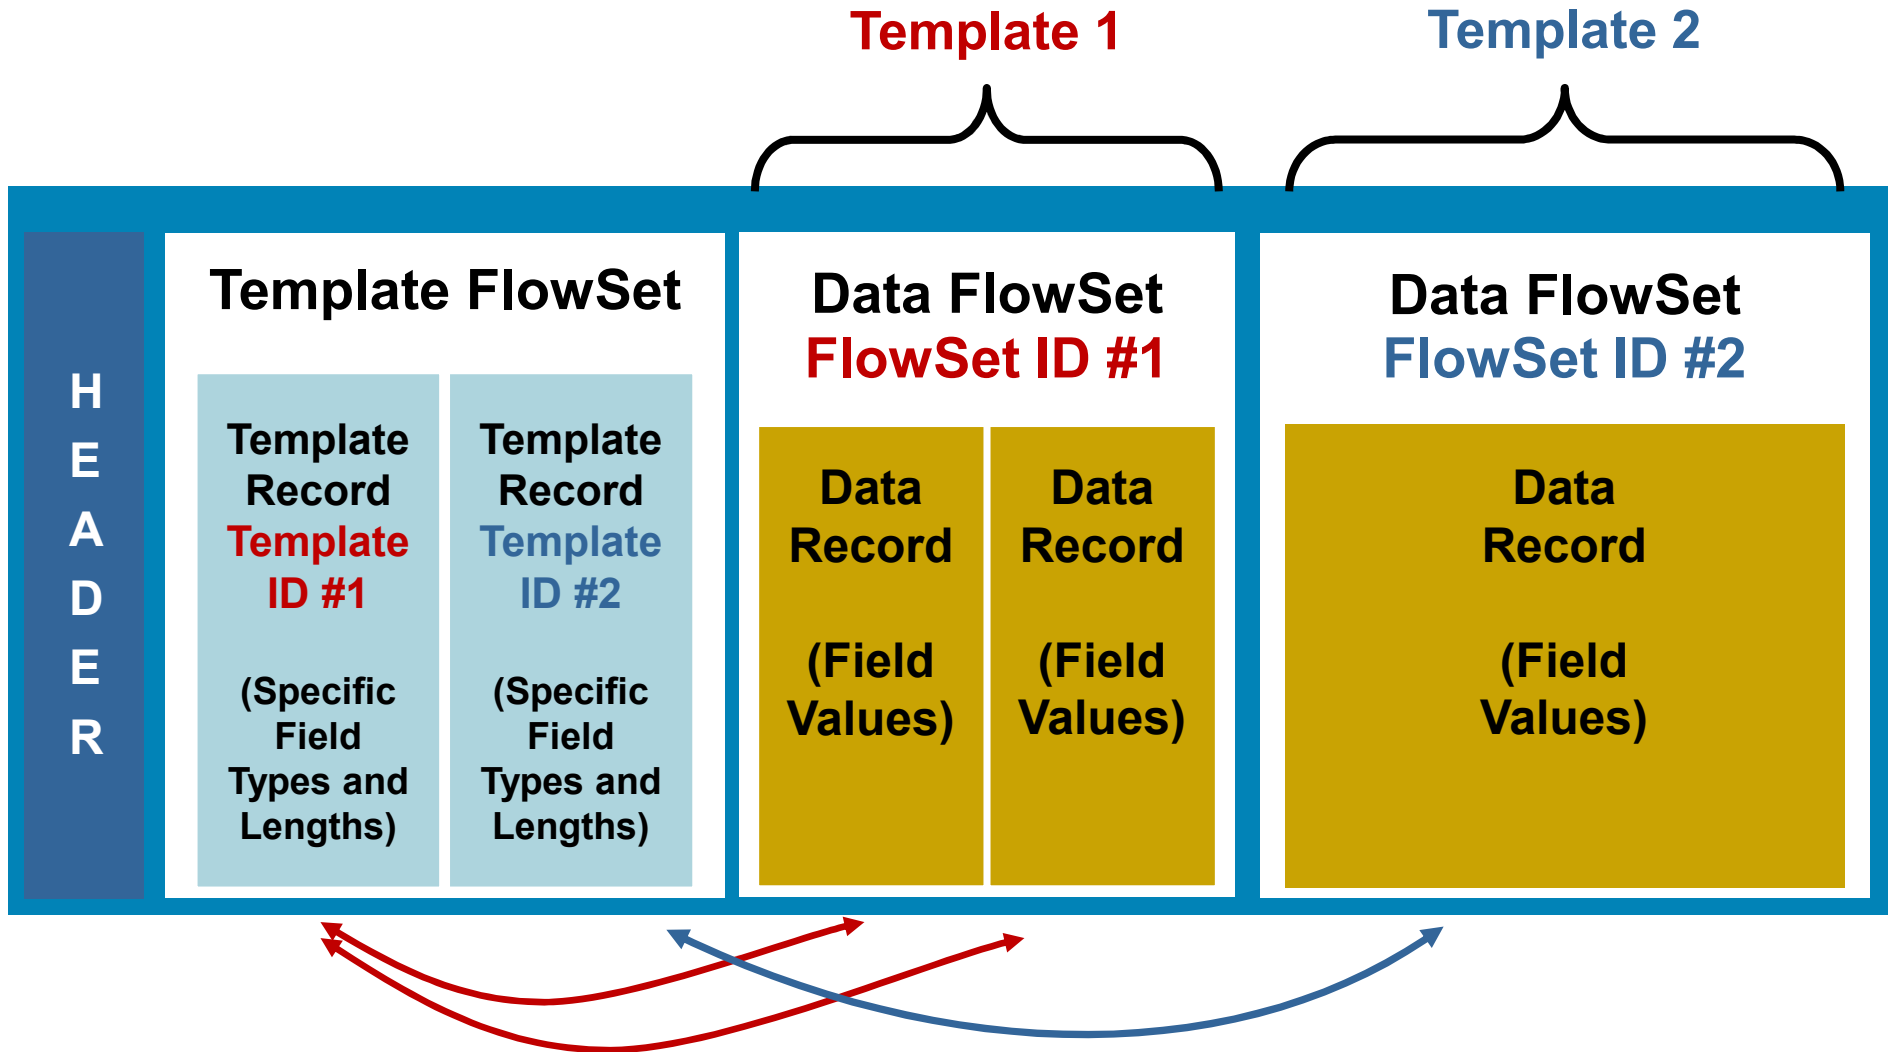 Template 1
Template 2
H
E
A
D
E
R
Template FlowSet
Template
Record
Template
ID #1
(Specific
Field
Types and
Lengths)
Template
Record
Template
ID #2
(Specific
Field
Types and
Lengths)
Data FlowSet
FlowSet ID #1
Data
Record
(Field
Values)
Data
Record
(Field
Values)
Data FlowSet
FlowSet ID #2
Data
Record
(Field
Values)